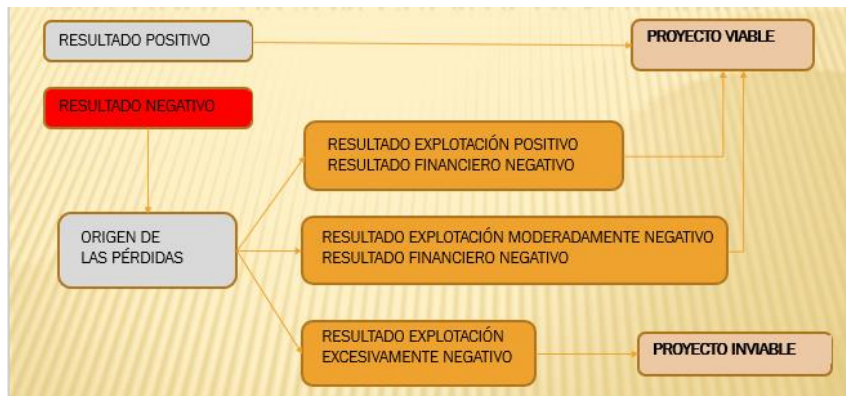 RESULTADO POSITIVO
PROYECTO VIABLE
RESULTADO NEGATIVO
RESULTADO EXPLOTACIÓN POSITIVO
RESULTADO FINANCIERO NEGATIVO
ORIGEN DE
LAS PÉRDIDAS
RESULTADO EXPLOTACIÓN MODERADAMENTE NEGATIVO
RESULTADO FINANCIERO NEGATIVO
RESULTADO EXPLOTACIÓN
EXCESIVAMENTE NEGATIVO
PROYECTO INVIABLE